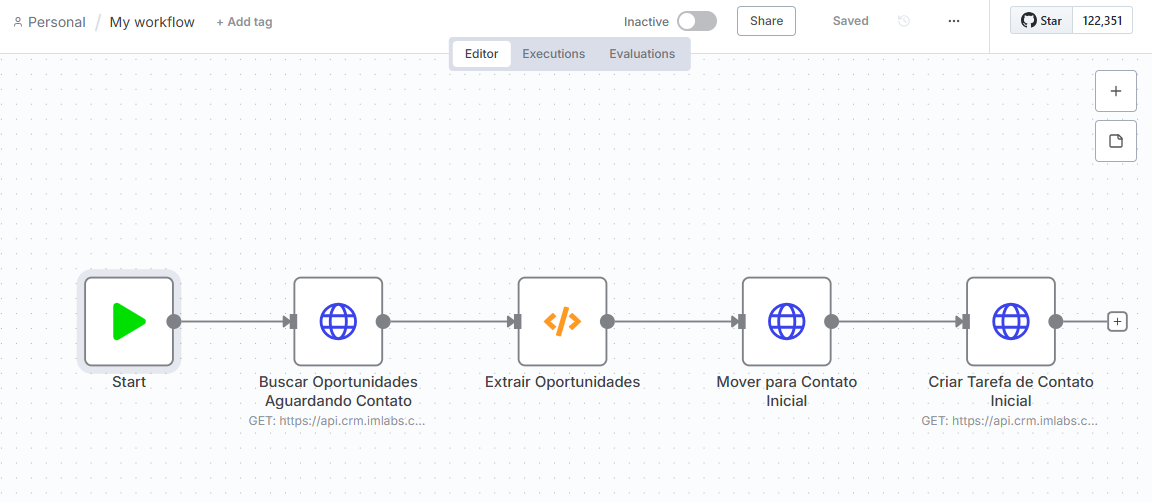 Personal / My workflow + Add tag Inactive Share Saved ... Star 122,351
Editor Executions Evaluations
Start
Buscar Oportunidades
Aguardando Contato
GET: https://api.crm.imlabs.c...
Extrair Oportunidades
Mover para Contato
Inicial
Criar Tarefa de Contato
Inicial
GET: https://api.crm.imlabs.c...